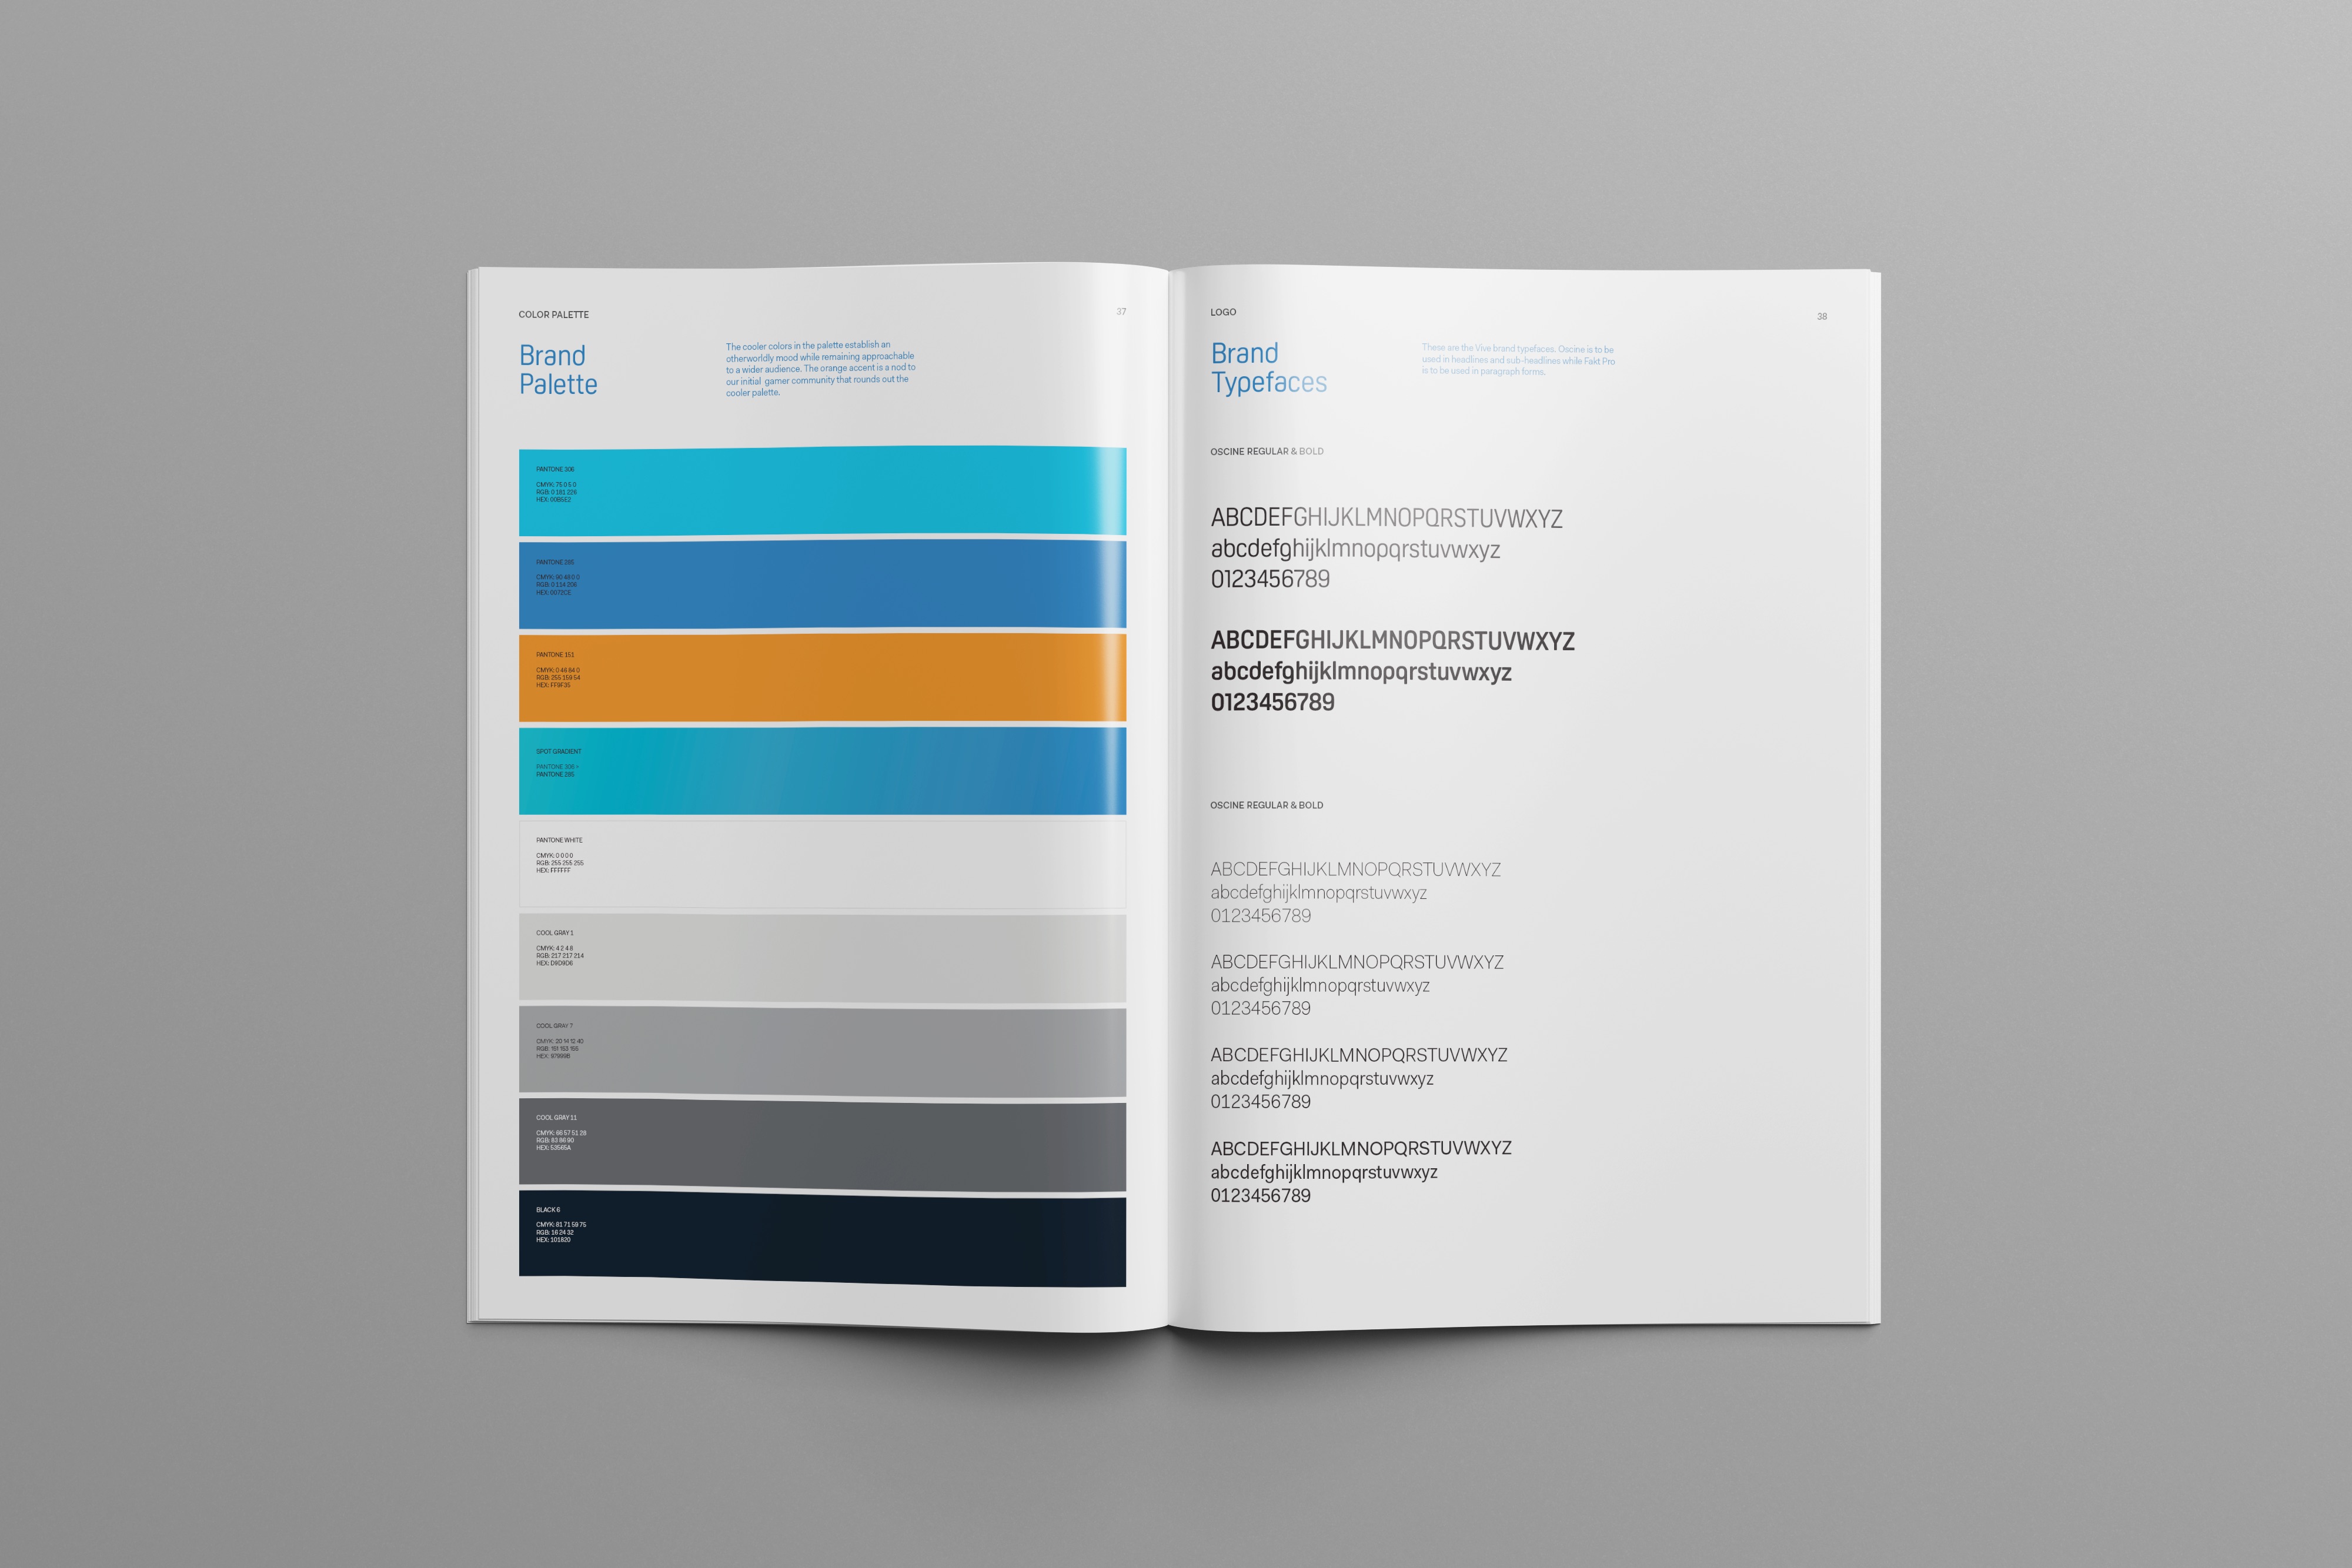 COLOR PALETTE
37
Brand
Palette
The cooler colors in the palette establish an
otherworldly mood while remaining approachable
to a wider audience. The orange accent is a nod to
our initial gamer community that rounds out the
cooler palette.
PANTONE 306
CMYK: 75 0 5 0
RGB: 0 181 226
HEX: 00B5E2
PANTONE 285
CMYK: 90 48 0 0
RGB: 0 114 206
HEX: 0072CE
PANTONE 151
CMYK: 0 46 84 0
RGB: 255 159 54
HEX: FF9F35
SPOT GRADIENT
PANTONE 306 +
PANTONE 285
PANTONE WHITE
CMYK: 0 0 0 0
RGB: 255 255 255
HEX: FFFFFF
COOL GRAY 1
CMYK: 4 2 4 8
RGB: 217 217 214
HEX: D9D9D6
COOL GRAY 7
CMYK: 20 14 12 40
RGB: 151 153 155
HEX: 97999B
COOL GRAY 11
CMYK: 66 57 51 28
RGB: 83 86 90
HEX: 53565A
BLACK 6
CMYK: 81 71 59 75
RGB: 16 24 32
HEX: 101820
LOGO
38
Brand
Typefaces
These are the Vive brand typefaces. Oscine is to be
used in headlines and sub-headlines while Fakt Pro
is to be used in paragraph forms.
OSCINE REGULAR & BOLD
ABCDEFGHIJKLMNOPQRSTUVWXYZ
abcdefghijklmnopqrstuvwxyz
0123456789
ABCDEFGHIJKLMNOPQRSTUVWXYZ
abcdefghijklmnopqrstuvwxyz
0123456789
OSCINE REGULAR & BOLD
ABCDEFGHIJKLMNOPQRSTUVWXYZ
abcdefghijklmnopqrstuvwxyz
0123456789
ABCDEFGHIJKLMNOPQRSTUVWXYZ
abcdefghijklmnopqrstuvwxyz
0123456789
ABCDEFGHIJKLMNOPQRSTUVWXYZ
abcdefghijklmnopqrstuvwxyz
0123456789
ABCDEFGHIJKLMNOPQRSTUVWXYZ
abcdefghijklmnopqrstuvwxyz
0123456789